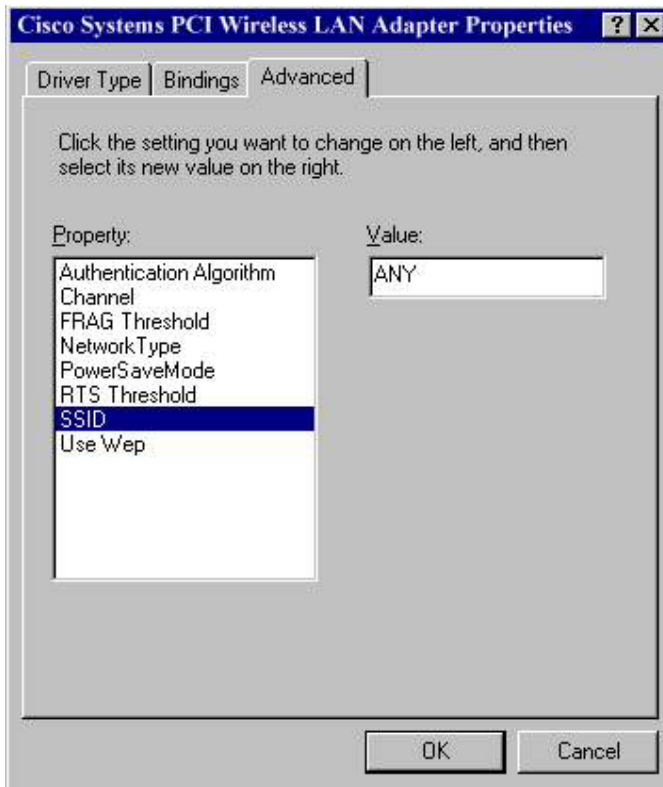 Cisco Systems PCI Wireless LAN Adapter Properties
Driver Type Bindings Advanced
Click the setting you want to change on the left, and then
select its new value on the right.
Property: Value:
Authentication Algorithm ANY
Channel
FRAG Threshold
NetworkType
PowerSaveMode
RTS Threshold
SSID
Use Wep
OK Cancel